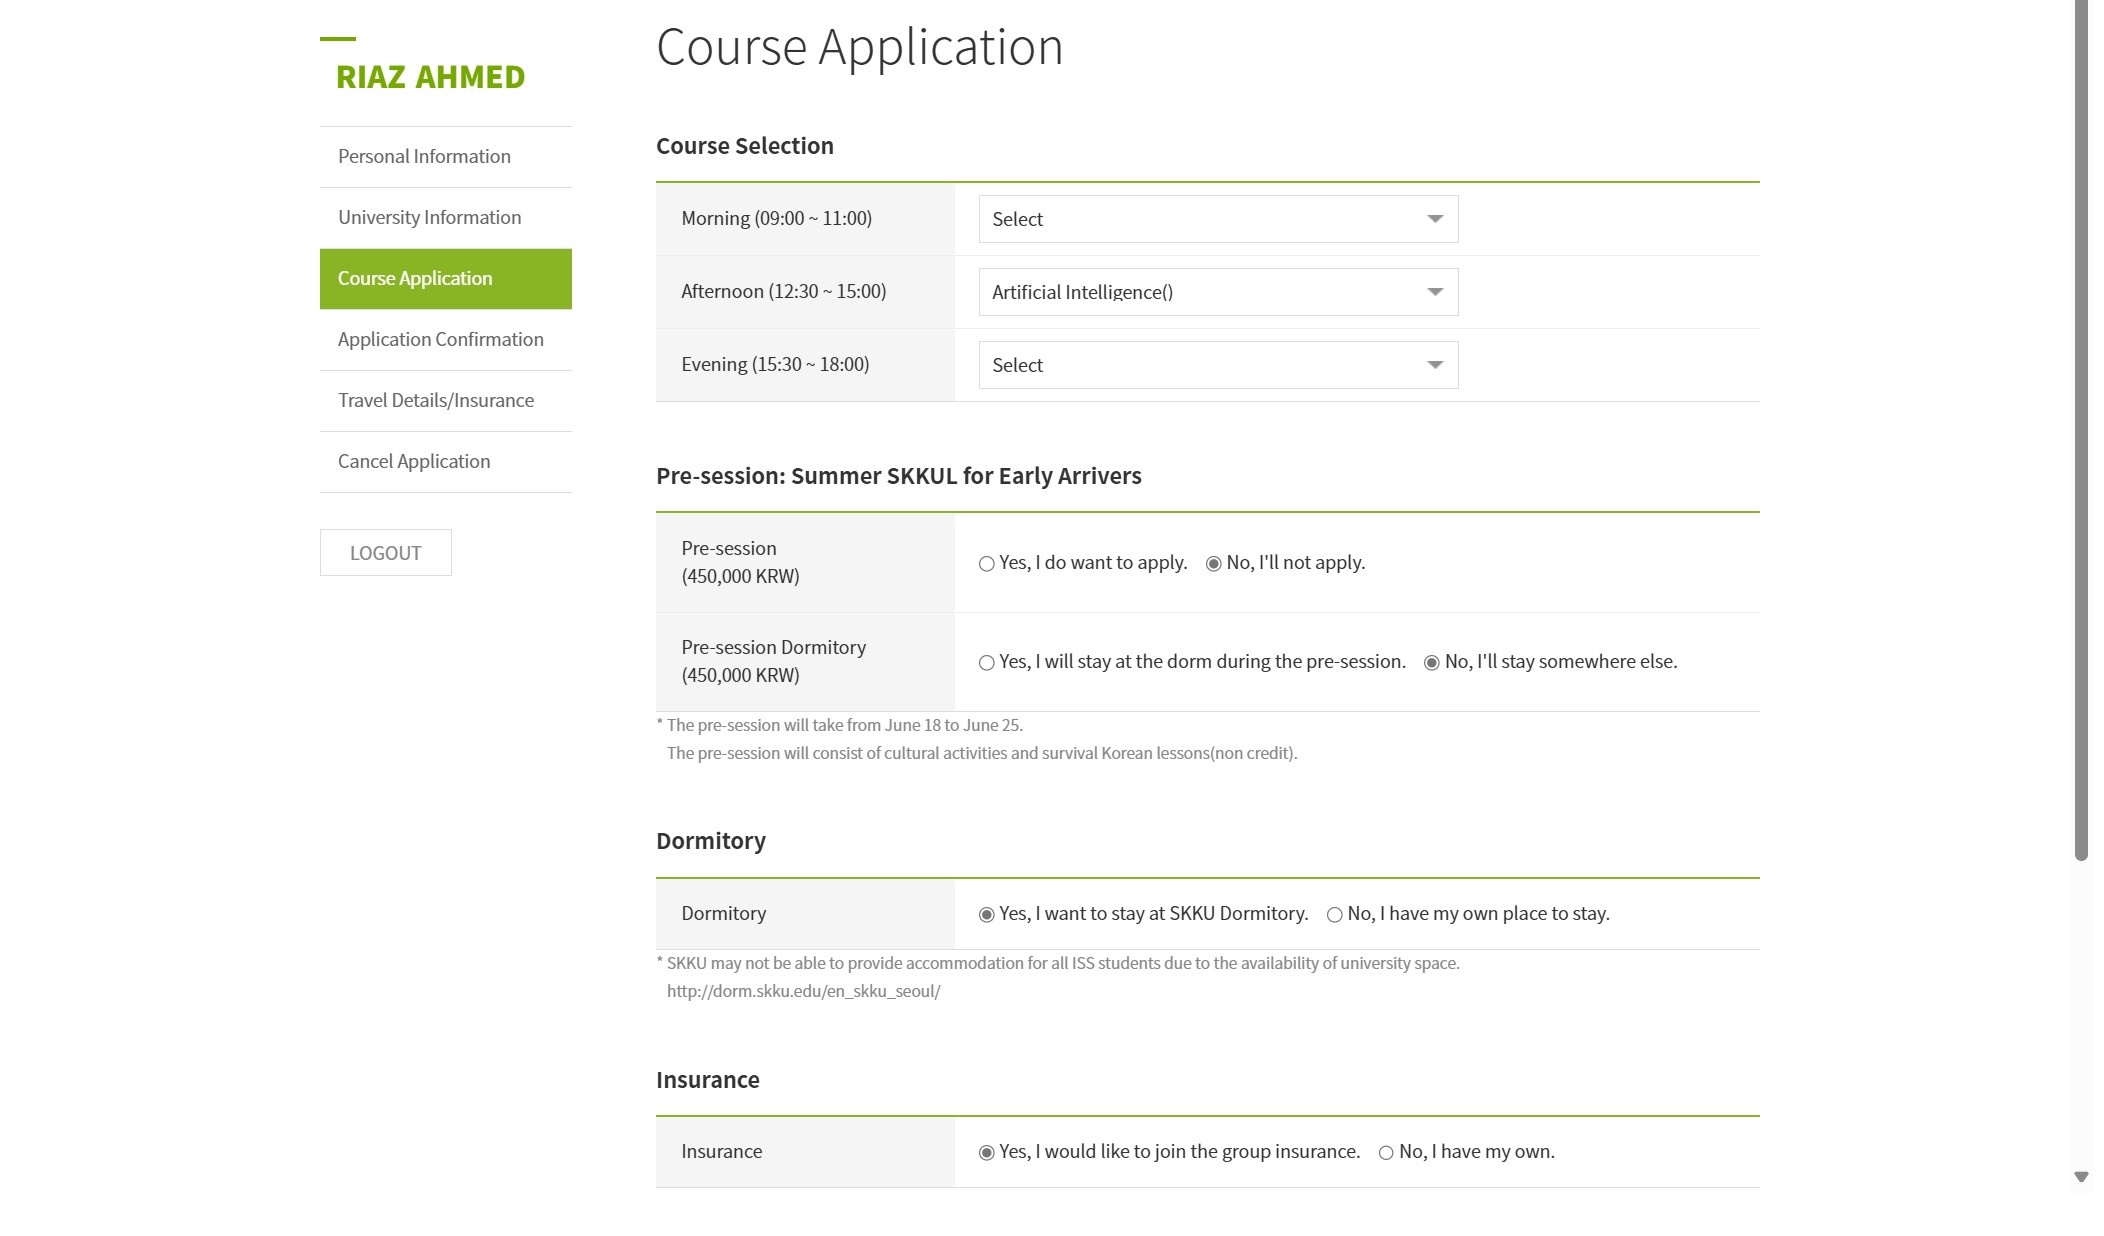 RIAZ AHMED
Personal Information
University Information
Course Application
Application Confirmation
Travel Details/Insurance
Cancel Application
LOGOUT
Course Application
Course Selection
Morning (09:00 ~ 11:00)
Select
Afternoon (12:30 ~ 15:00)
Artificial Intelligence()
Evening (15:30 ~ 18:00)
Select
Pre-session: Summer SKKUL for Early Arrivers
Pre-session
(450,000 KRW)
Yes, I do want to apply. No, I'll not apply.
Pre-session Dormitory
(450,000 KRW)
Yes, I will stay at the dorm during the pre-session. No, I'll stay somewhere else.
* The pre-session will take from June 18 to June 25.
The pre-session will consist of cultural activities and survival Korean lessons(non credit).
Dormitory
Dormitory
Yes, I want to stay at SKKU Dormitory. No, I have my own place to stay.
* SKKU may not be able to provide accommodation for all ISS students due to the availability of university space.
http://dorm.skku.edu/en_skku_seoul/
Insurance
Insurance
Yes, I would like to join the group insurance. No, I have my own.